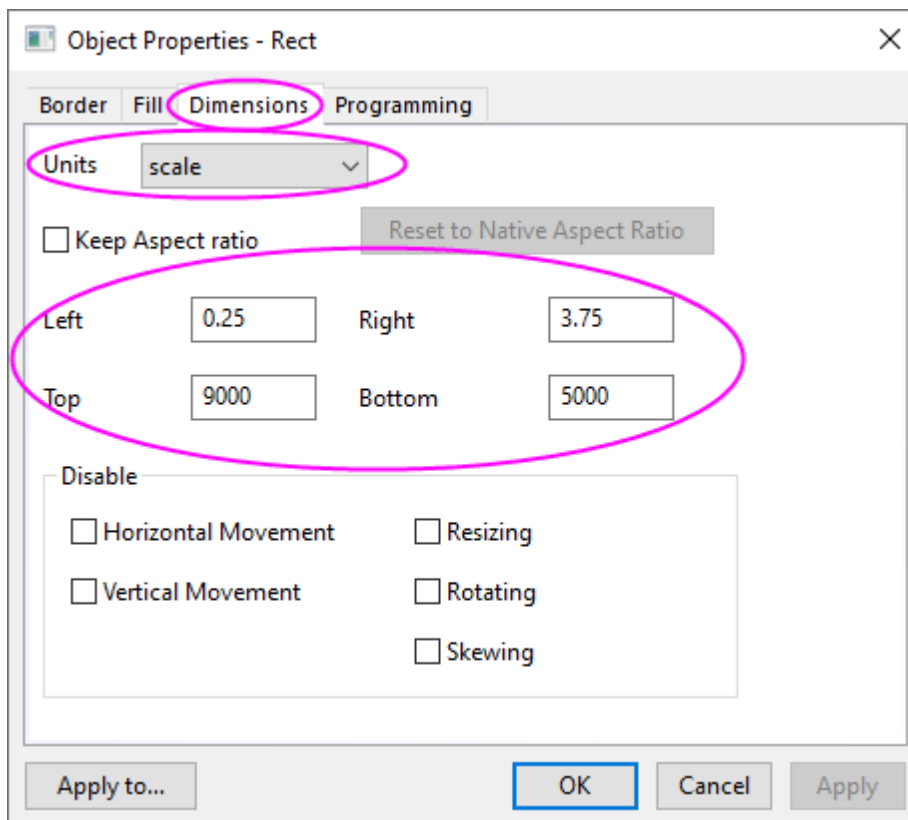 Object Properties - Rect
Border Fill Dimensions Programming
Units scale
Keep Aspect ratio Reset to Native Aspect Ratio
Left 0.25 Right 3.75
Top 9000 Bottom 5000
Disable
Horizontal Movement Resizing
Vertical Movement Rotating
Skewing
Apply to... OK Cancel Apply